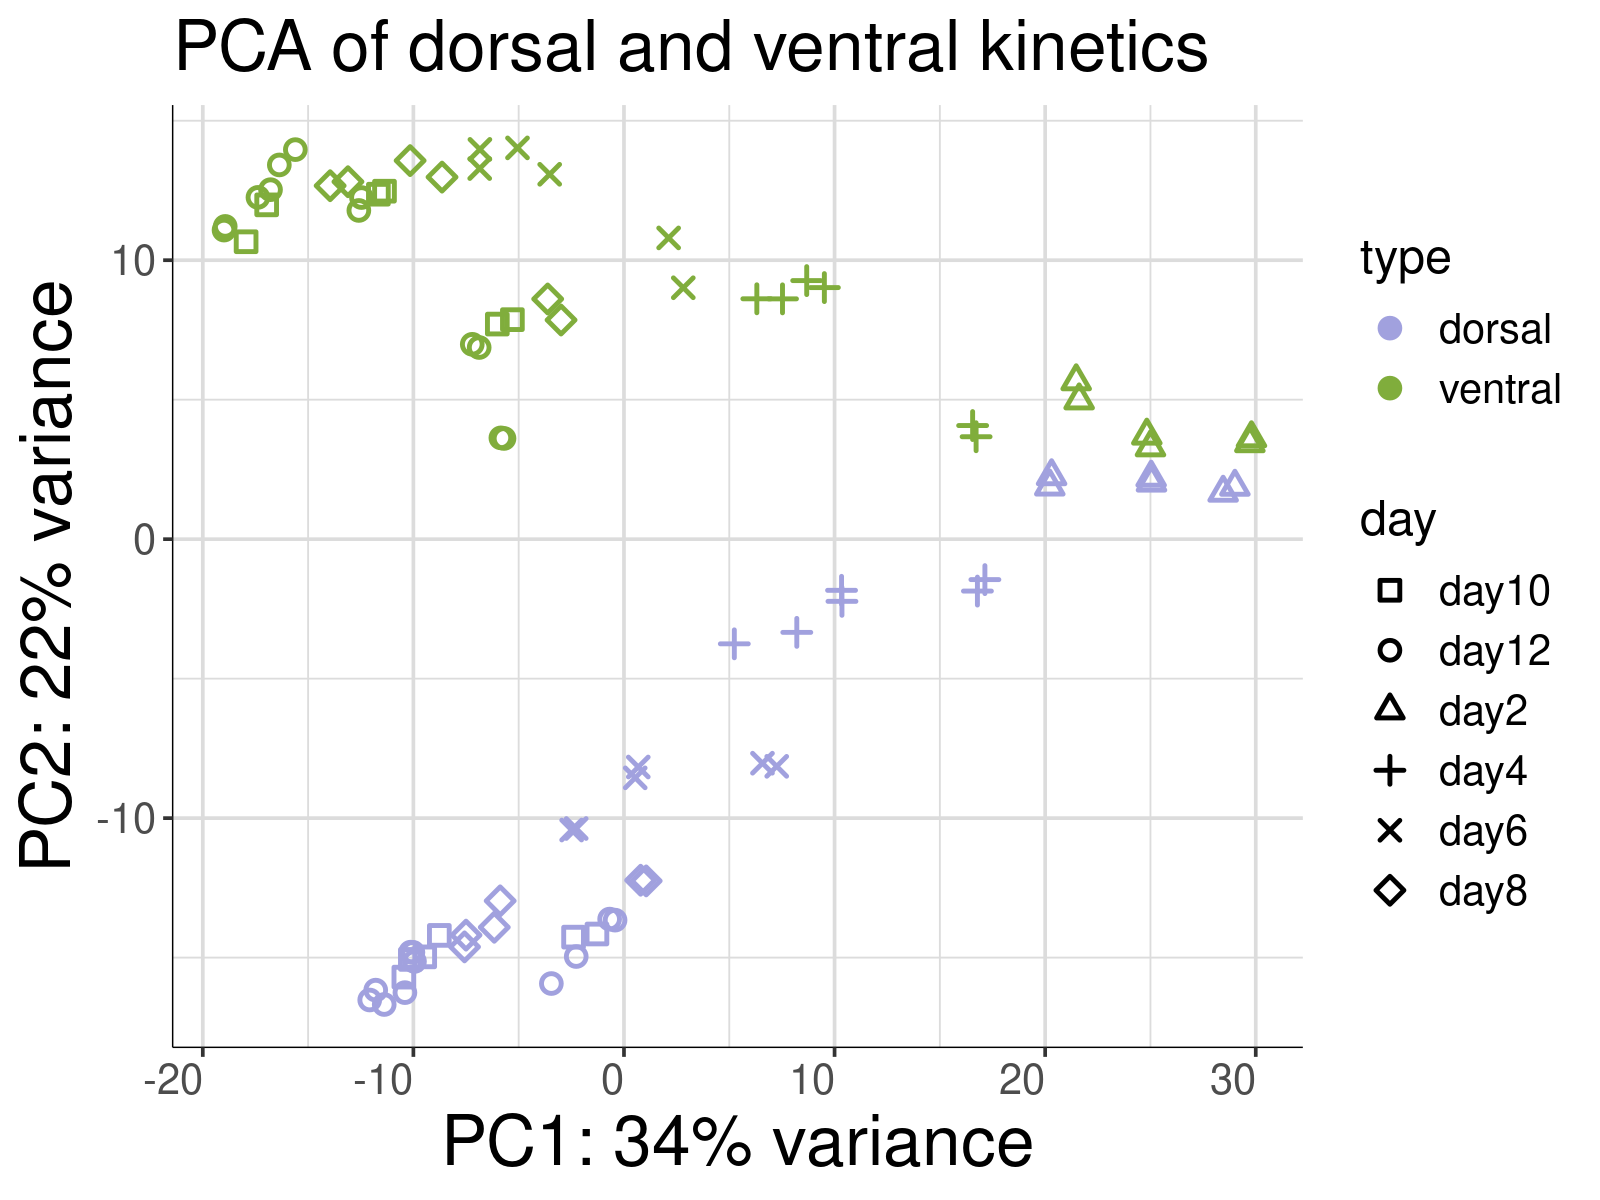 PCA of dorsal and ventral kinetics
PC2: 22% variance
10
0
-10
-20
-10
0
10
20
30
PC1: 34% variance
type
dorsal
ventral
day
day10
day12
day2
day4
day6
day8